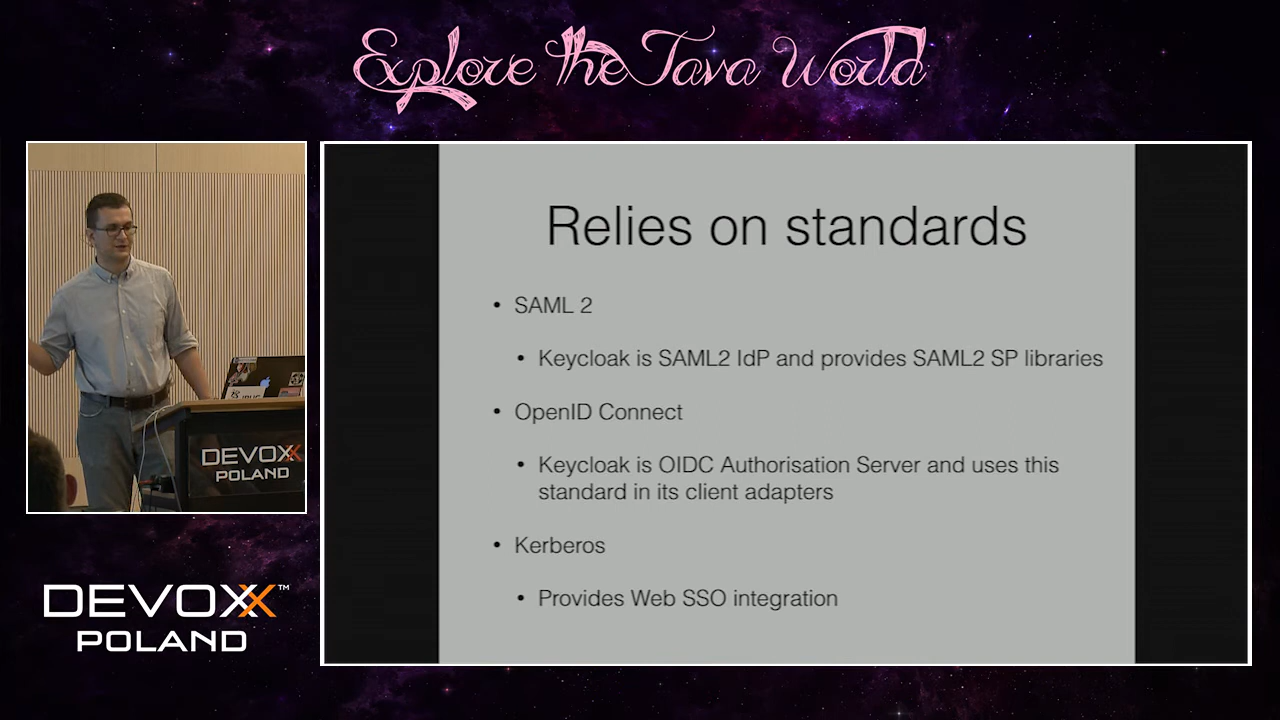 Explore the Java World
Relies on standards
• SAML 2
• Keycloak is SAML2 IdP and provides SAML2 SP libraries
• OpenID Connect
• Keycloak is OIDC Authorisation Server and uses this
standard in its client adapters
• Kerberos
• Provides Web SSO integration
DEVOXX
POLAND
DEVOXX™
POLAND